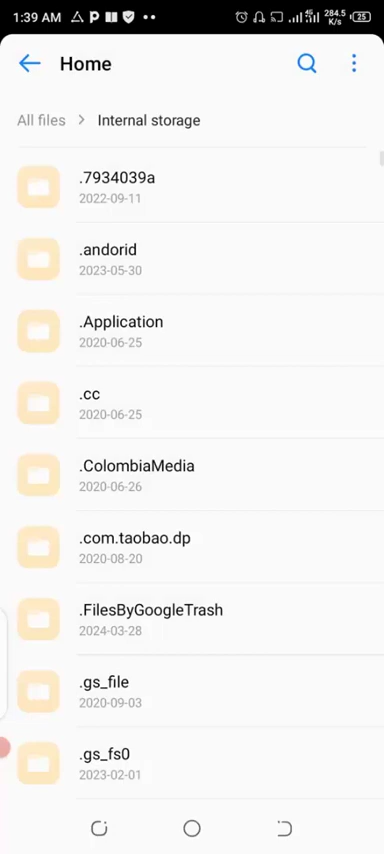 1:39 AM
284.5
K/s
25
Home
All files > Internal storage
.7934039a
2022-09-11
.andorid
2023-05-30
.Application
2020-06-25
.cc
2020-06-25
.ColombiaMedia
2020-06-26
.com.taobao.dp
2020-08-20
.FilesByGoogleTrash
2024-03-28
.gs_file
2020-09-03
.gs_fs0
2023-02-01